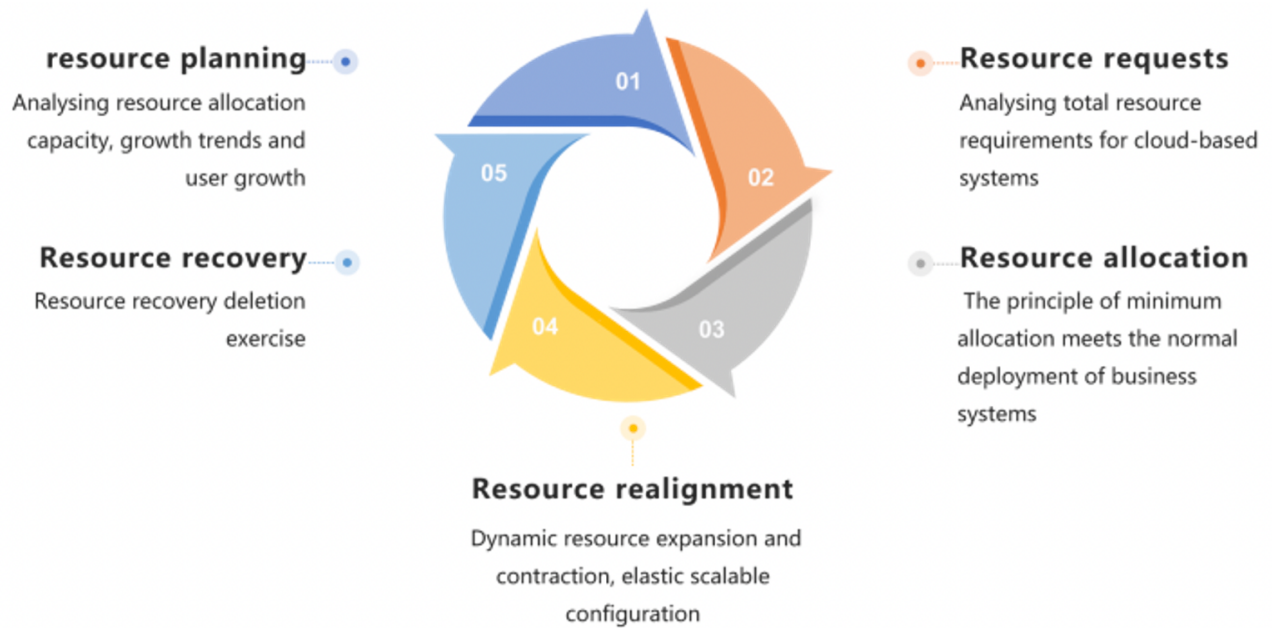 resource planning
Analysing resource allocation
capacity, growth trends and
user growth
01
Resource requests
Analysing total resource
requirements for cloud-based
systems
02
Resource allocation
The principle of minimum
allocation meets the normal
deployment of business
systems
03
Resource realignment
Dynamic resource expansion and
contraction, elastic scalable
configuration
04
Resource recovery
Resource recovery deletion
exercise
05